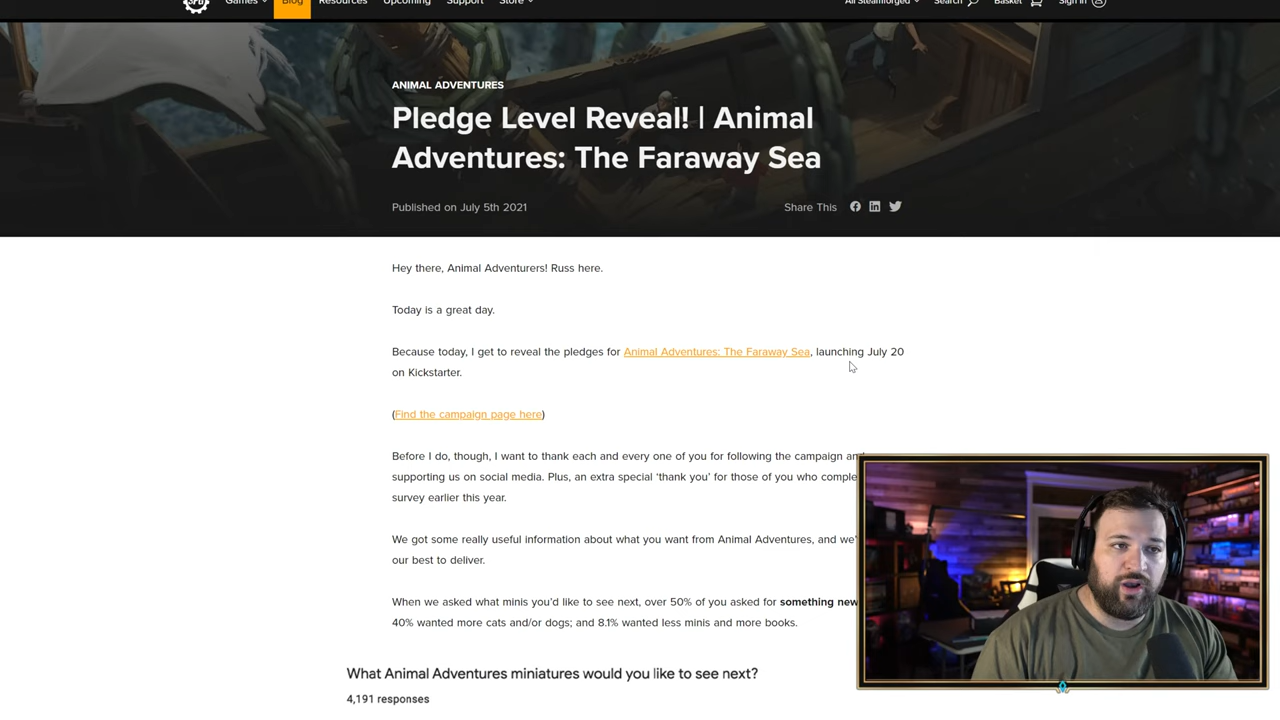 Games Blog Resources Upcoming Support Store All Steamforged Search Basket Sign In
SFG
ANIMAL ADVENTURES
Pledge Level Reveal! | Animal
Adventures: The Faraway Sea
Published on July 5th 2021 Share This
Hey there, Animal Adventurers! Russ here.
Today is a great day.
Because today, I get to reveal the pledges for Animal Adventures: The Faraway Sea, launching July 20
on Kickstarter.
(Find the campaign page here)
Before I do, though, I want to thank each and every one of you for following the campaign an
supporting us on social media. Plus, an extra special ‘thank you’ for those of you who comple
survey earlier this year.
We got some really useful information about what you want from Animal Adventures, and we’
our best to deliver.
When we asked what minis you’d like to see next, over 50% of you asked for something new
40% wanted more cats and/or dogs; and 8.1% wanted less minis and more books.
What Animal Adventures miniatures would you like to see next?
4,191 responses